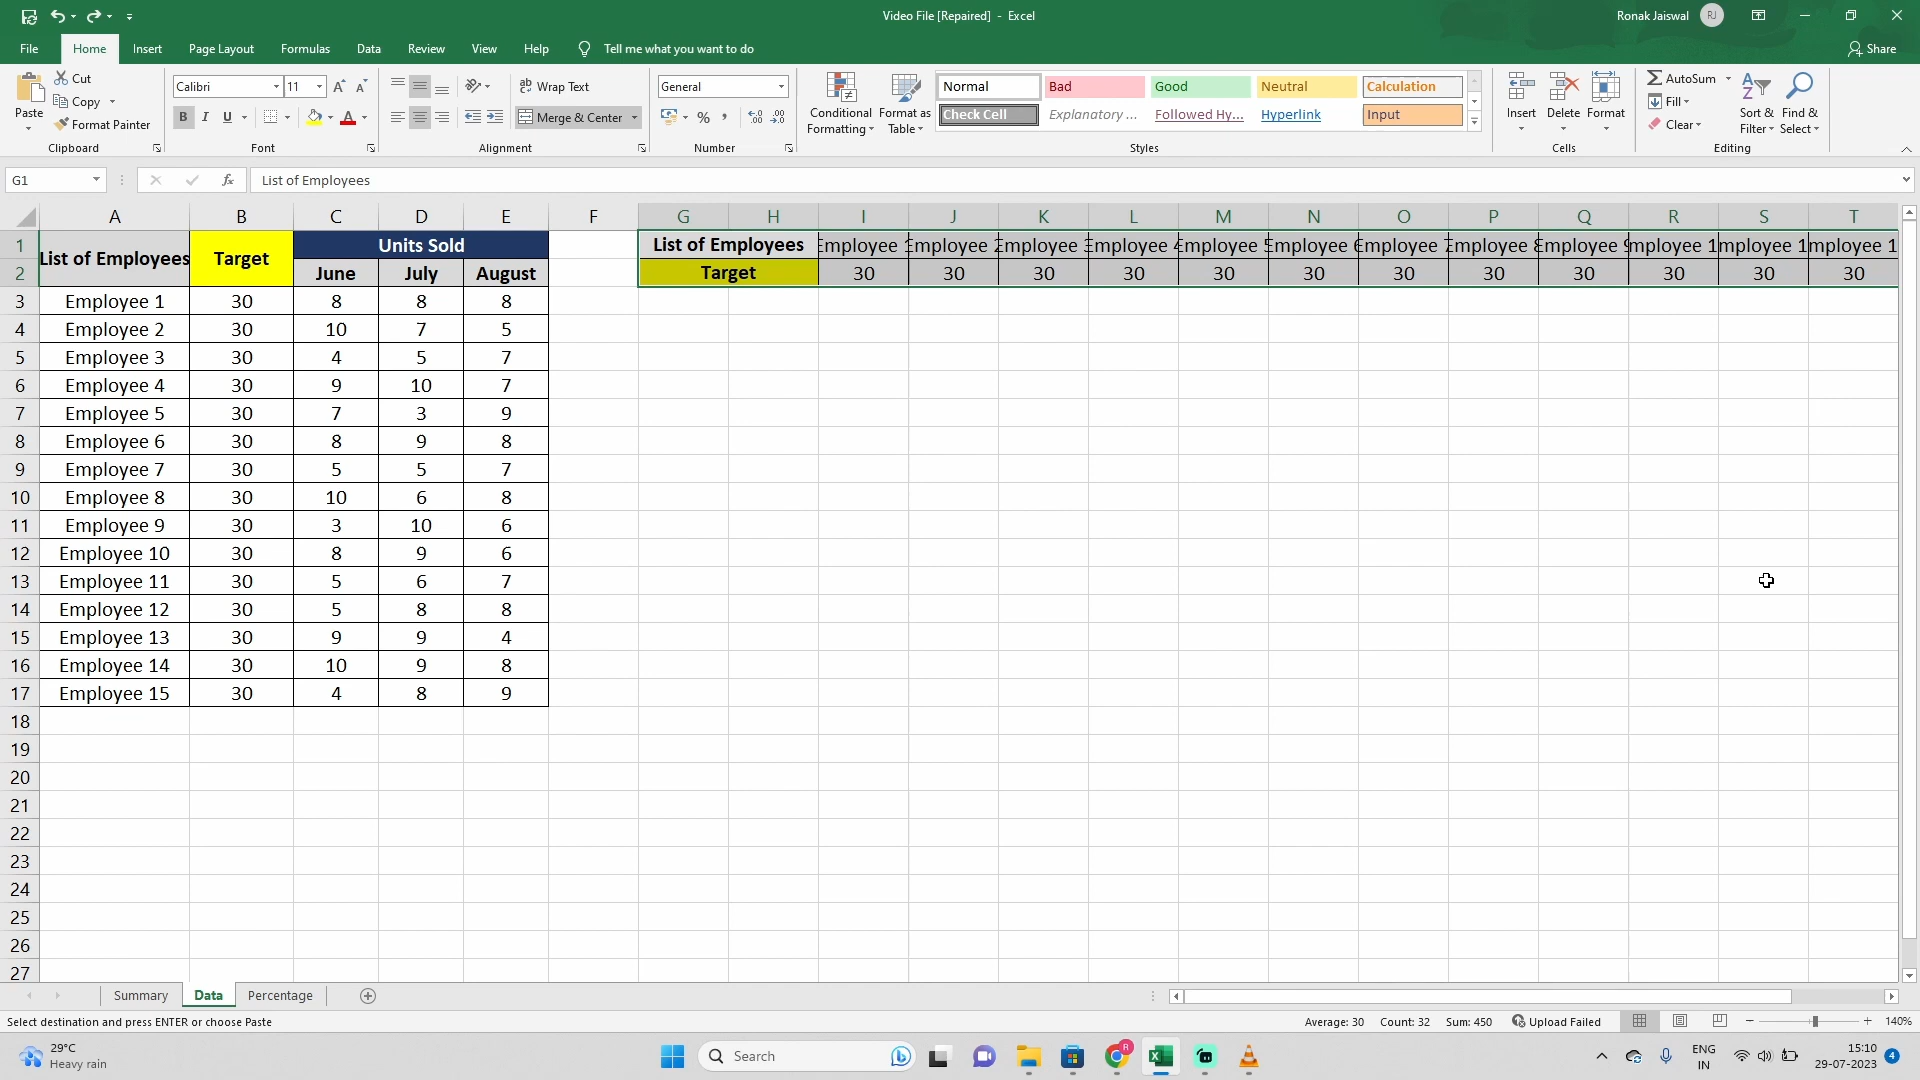 Video File [Repaired] - Excel
Ronak Jaiswal RJ
File Home Insert Page Layout Formulas Data Review View Help Tell me what you want to do Share
Cut
Copy
Format Painter
Paste
Clipboard
Calibri 11
B I U
Font
Wrap Text
Merge & Center
Alignment
General
Number
Conditional Formatting
Format as Table
Normal Bad Good Neutral Calculation
Check Cell Explanatory ... Followed Hy... Hyperlink Input
Styles
Insert Delete Format
Cells
AutoSum
Fill
Clear
Sort & Filter
Find & Select
Editing
G1 fx List of Employees
A B C D E F G H I J K L M N O P Q R S T
1 List of Employees Target Units Sold List of Employees Employee 1 Employee 2 Employee 3 Employee 4 Employee 5 Employee 6 Employee 7 Employee 8 Employee 9 mployee 1 mployee 1 mployee 1
2 June July August Target 30 30 30 30 30 30 30 30 30 30 30 30
3 Employee 1 30 8 8 8
4 Employee 2 30 10 7 5
5 Employee 3 30 4 5 7
6 Employee 4 30 9 10 7
7 Employee 5 30 7 3 9
8 Employee 6 30 8 9 8
9 Employee 7 30 5 5 7
10 Employee 8 30 10 6 8
11 Employee 9 30 3 10 6
12 Employee 10 30 8 9 6
13 Employee 11 30 5 6 7
14 Employee 12 30 5 8 8
15 Employee 13 30 9 9 4
16 Employee 14 30 10 9 8
17 Employee 15 30 4 8 9
18
19
20
21
22
23
24
25
26
27
Summary Data Percentage
Select destination and press ENTER or choose Paste Average: 30 Count: 32 Sum: 450 Upload Failed 140%
29°C
Heavy rain
Search
ENG
IN
15:10
29-07-2023
4